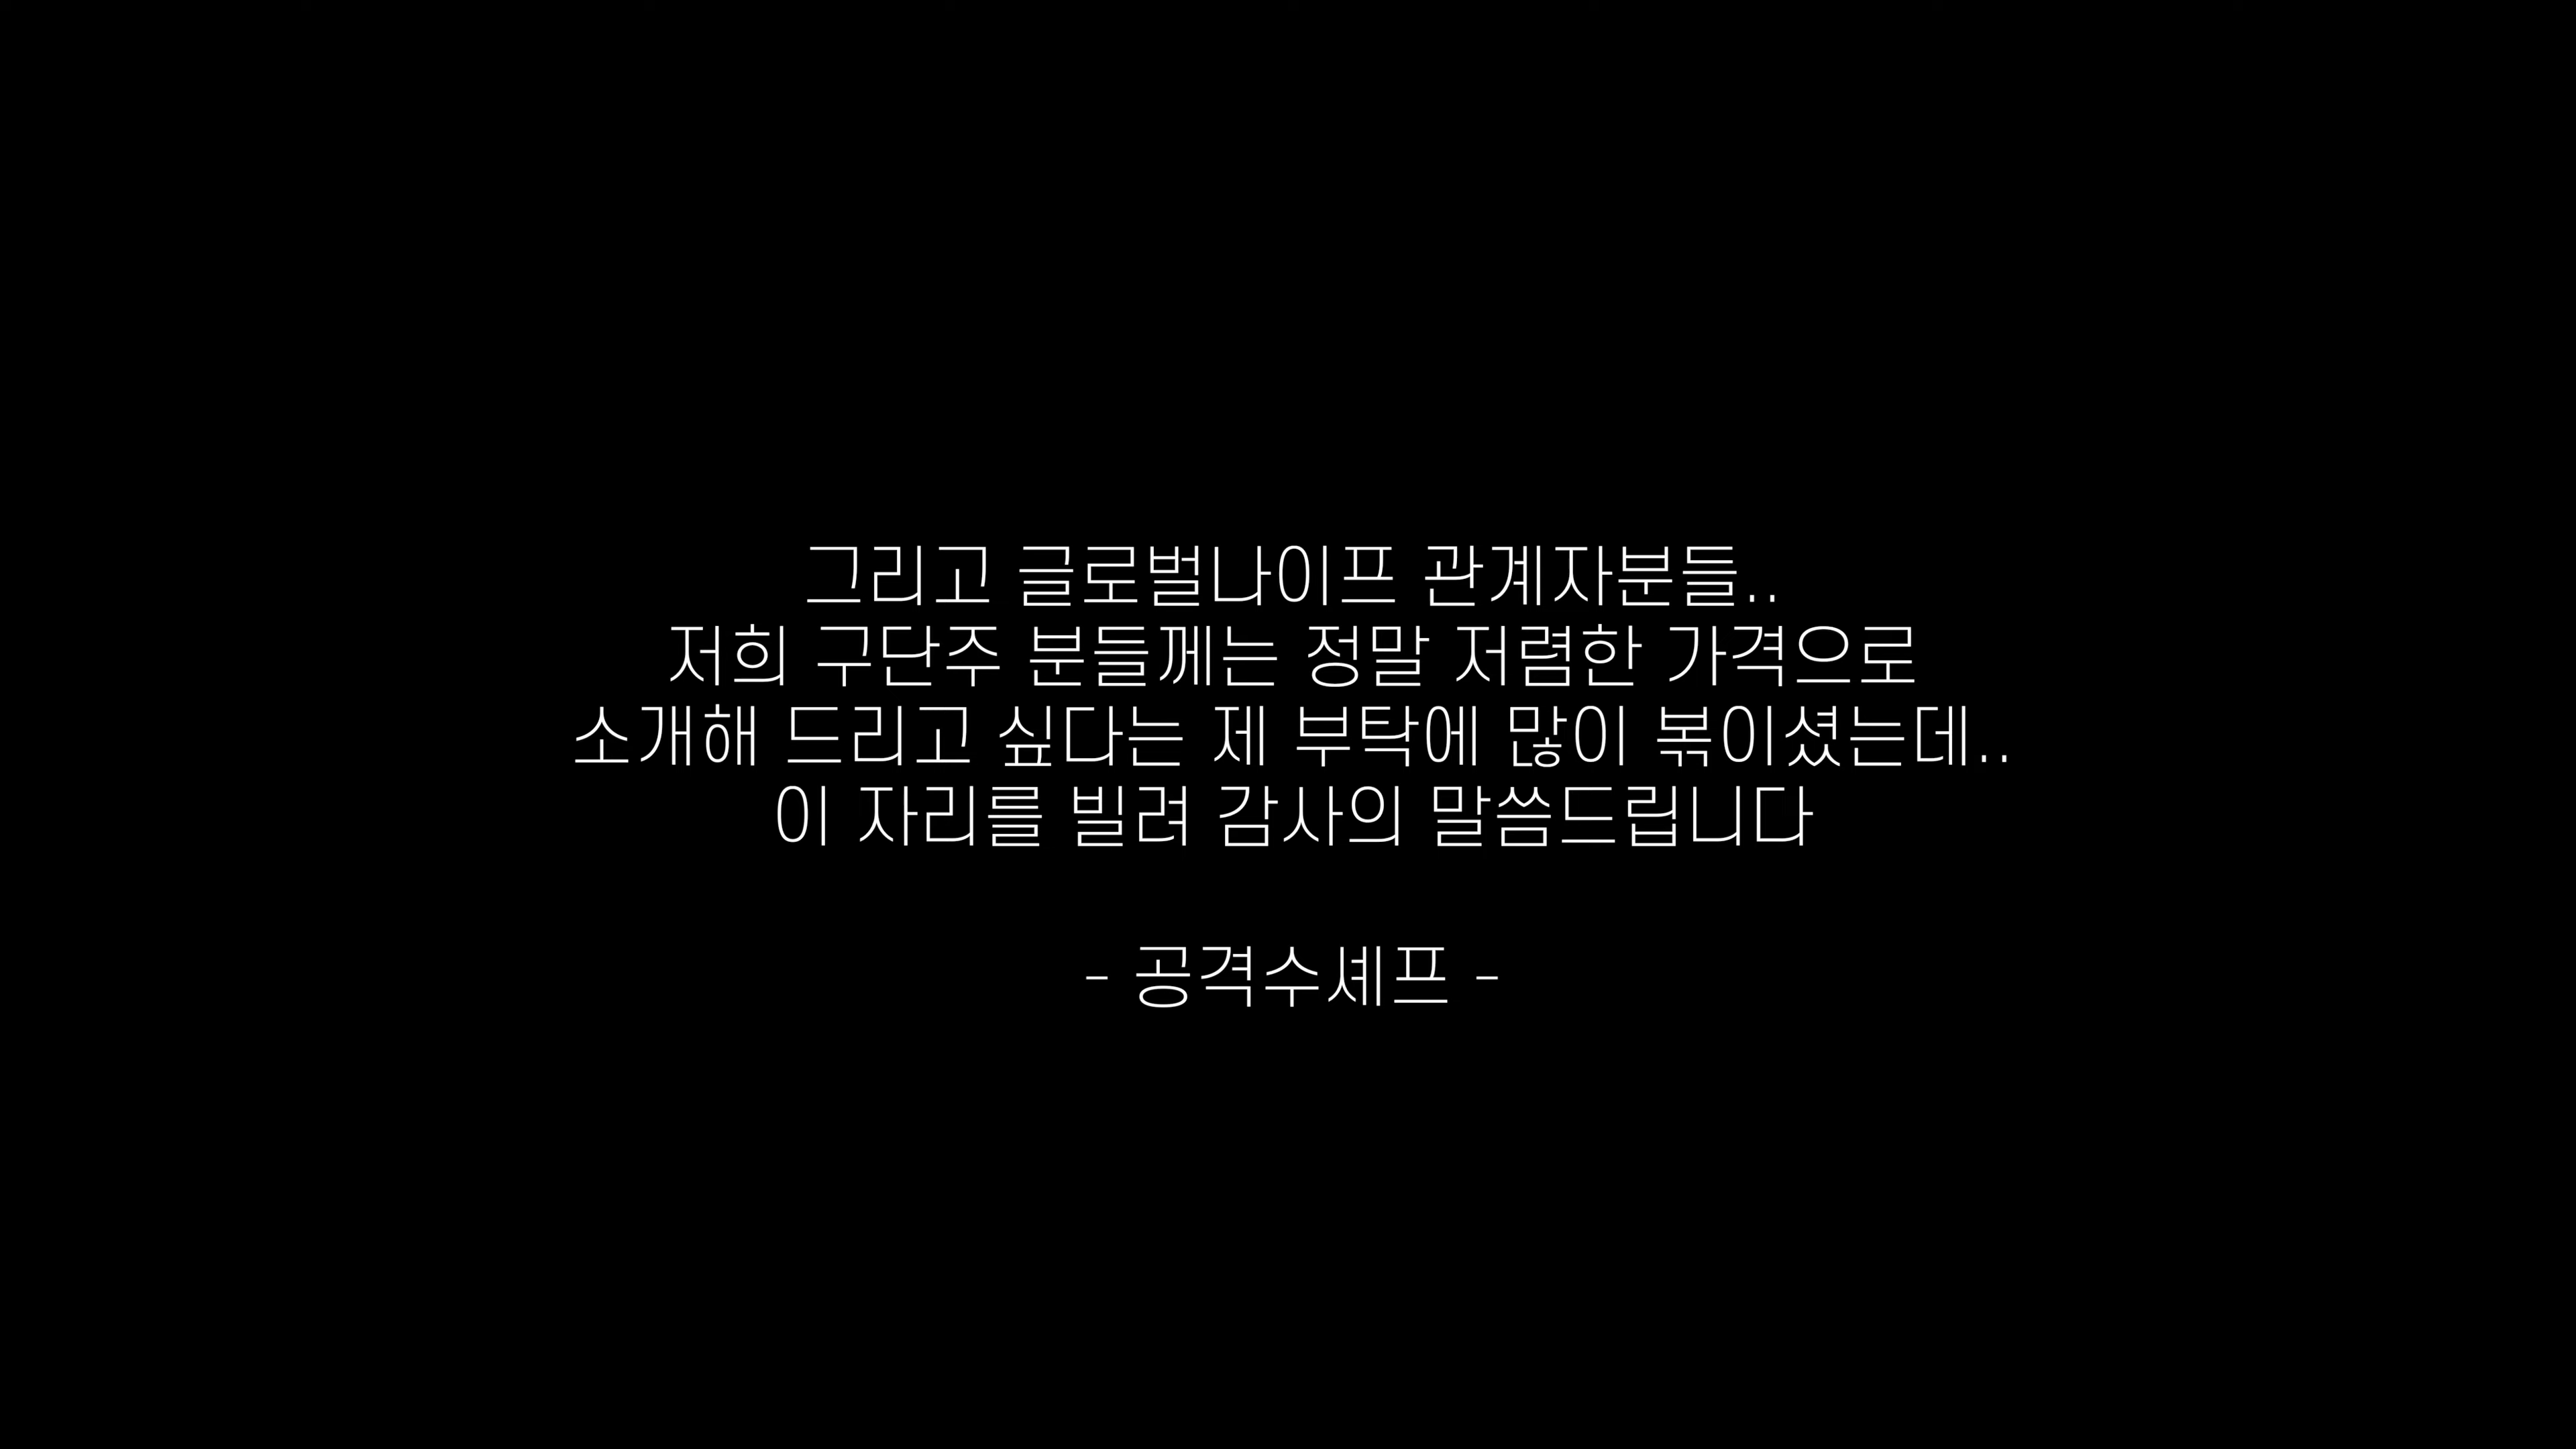 그리고 글로벌나이프 관계자분들..
저희 구단주 분들께는 정말 저렴한 가격으로
소개해 드리고 싶다는 제 부탁에 많이 볶이셨는데..
이 자리를 빌려 감사의 말씀드립니다
- 공격수셰프 -